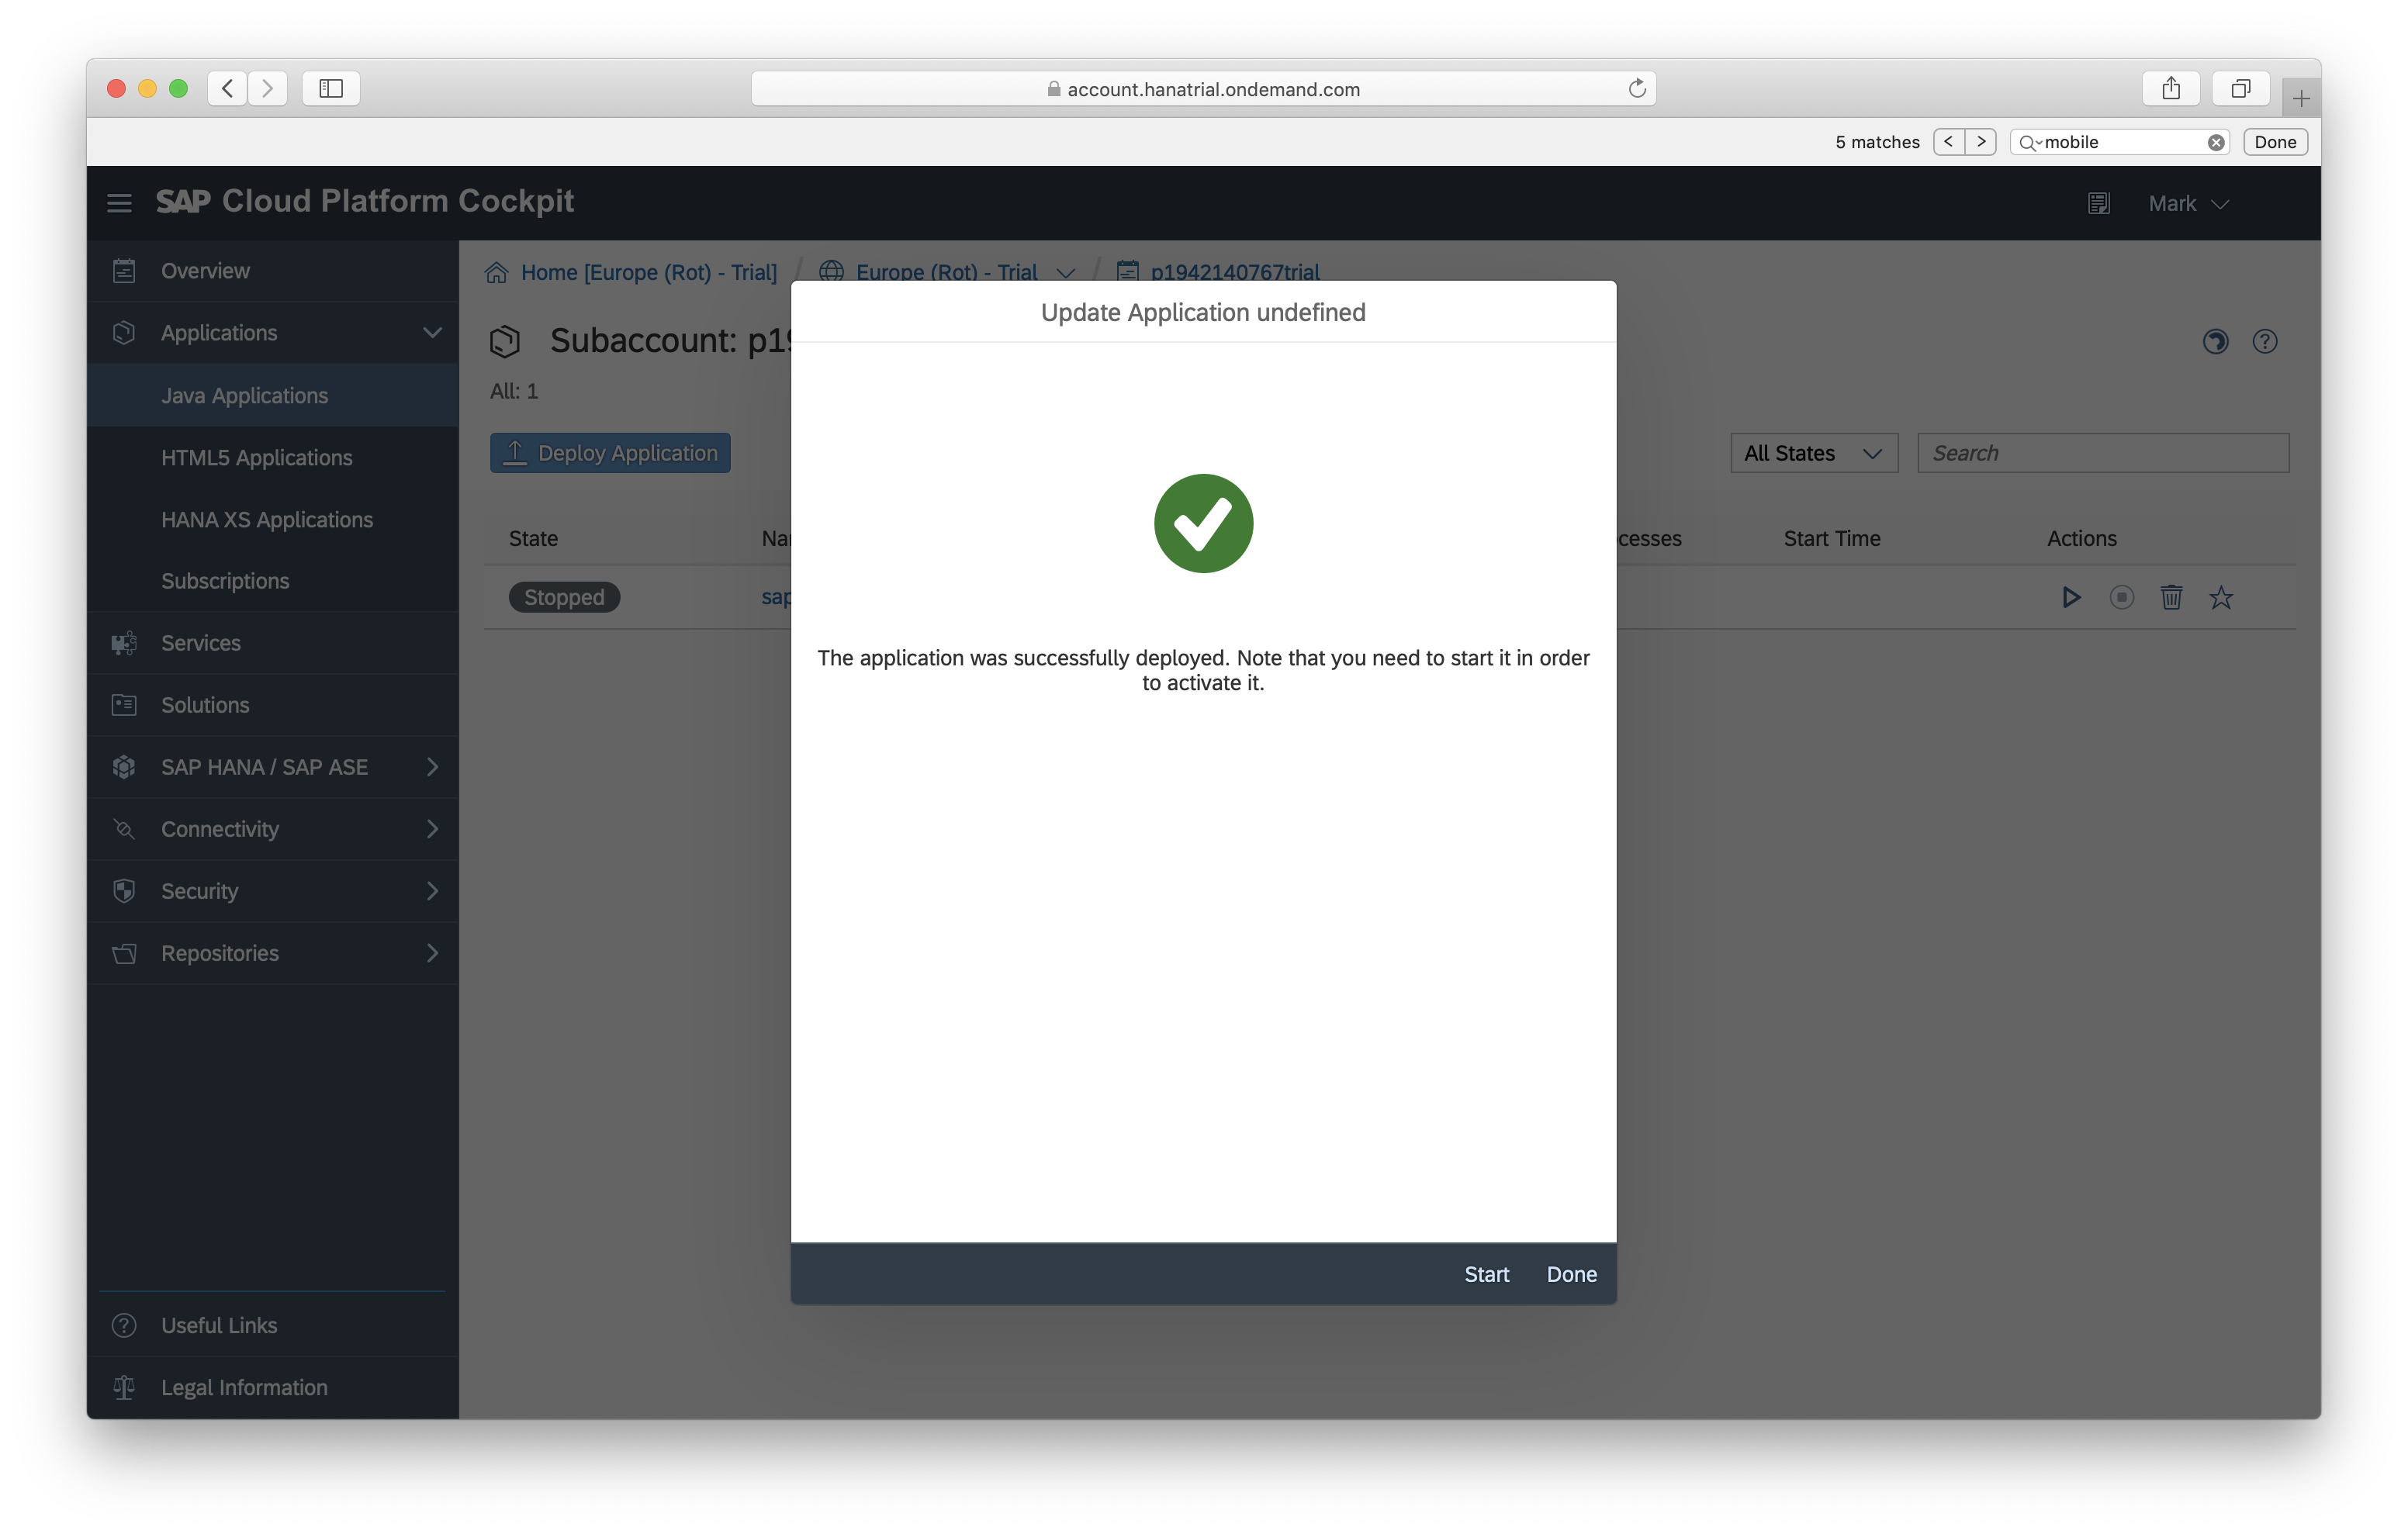 account.hanatrial.ondemand.com
5 matches
mobile
Done
SAP Cloud Platform Cockpit
Mark
Overview
Applications
Java Applications
HTML5 Applications
HANA XS Applications
Subscriptions
Services
Solutions
SAP HANA / SAP ASE
Connectivity
Security
Repositories
Useful Links
Legal Information
Home [Europe (Rot) - Trial] / Europe (Rot) - Trial / p1942140767trial
Subaccount:
All: 1
Deploy Application
All States
Search
State
Start Time
Actions
Stopped
Update Application undefined
The application was successfully deployed. Note that you need to start it in order
to activate it.
Start
Done